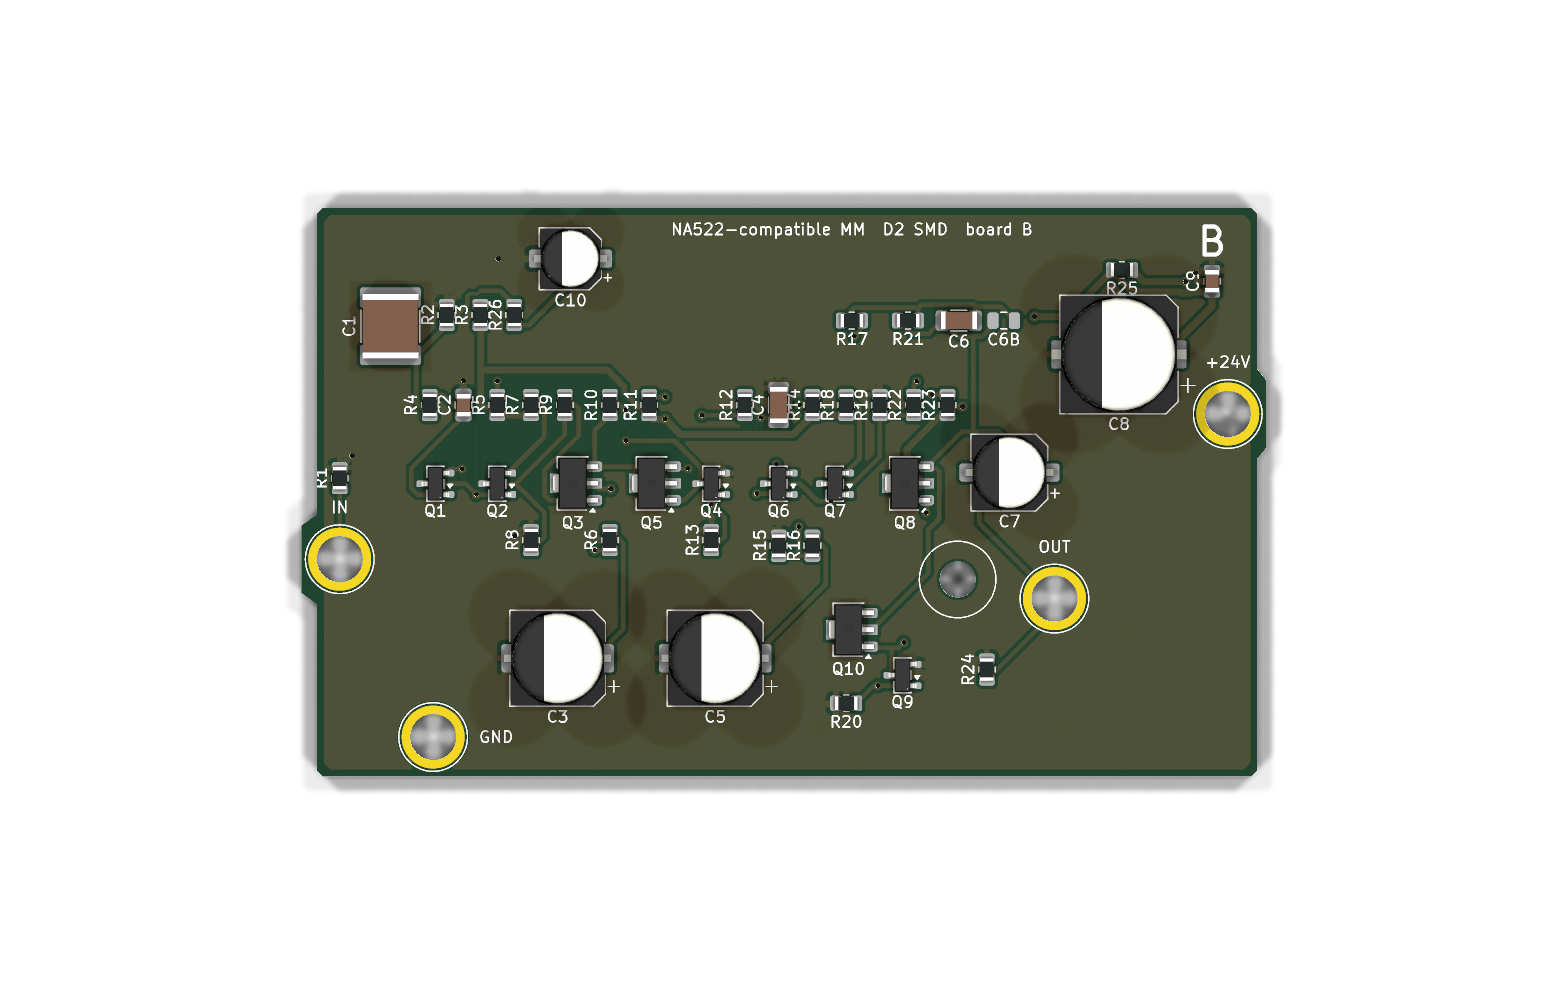 NA522-compatible MM D2 SMD board B
B
C10
R25
C9
C1
R2
R3
R26
R17
R21
C6
C6B
+24V
+
+
C8
R4
C2
R5
R7
R9
R10
R11
R12
C4
R14
R18
R19
R22
R23
R1
IN
Q1
Q2
Q3
Q5
Q4
Q6
Q7
Q8
+
C7
R8
R6
R13
R15
R16
OUT
Q10
R24
Q9
R20
+
C3
+
C5
GND